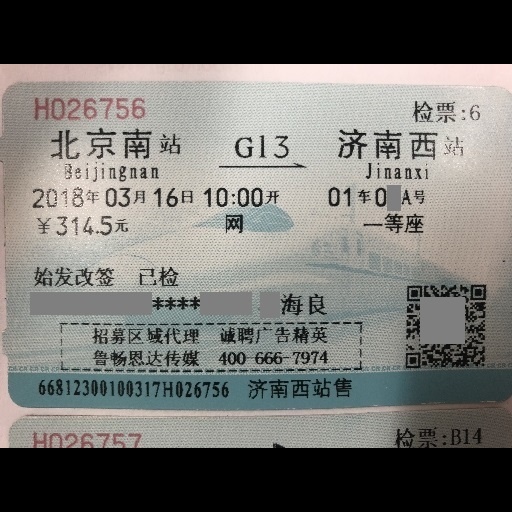 H026756 检票:6
北京南站 G13 济南西站
Beijingnan Jinanxi
2018年03月16日10:00开 01车0 A号
￥314.5元 网 一等座
始发改签 已检
**** 海良
招募区域代理 诚聘广告精英
鲁畅恩达传媒 400-666-7974
66812300100317H026756 济南西站售
H026757 检票:B14